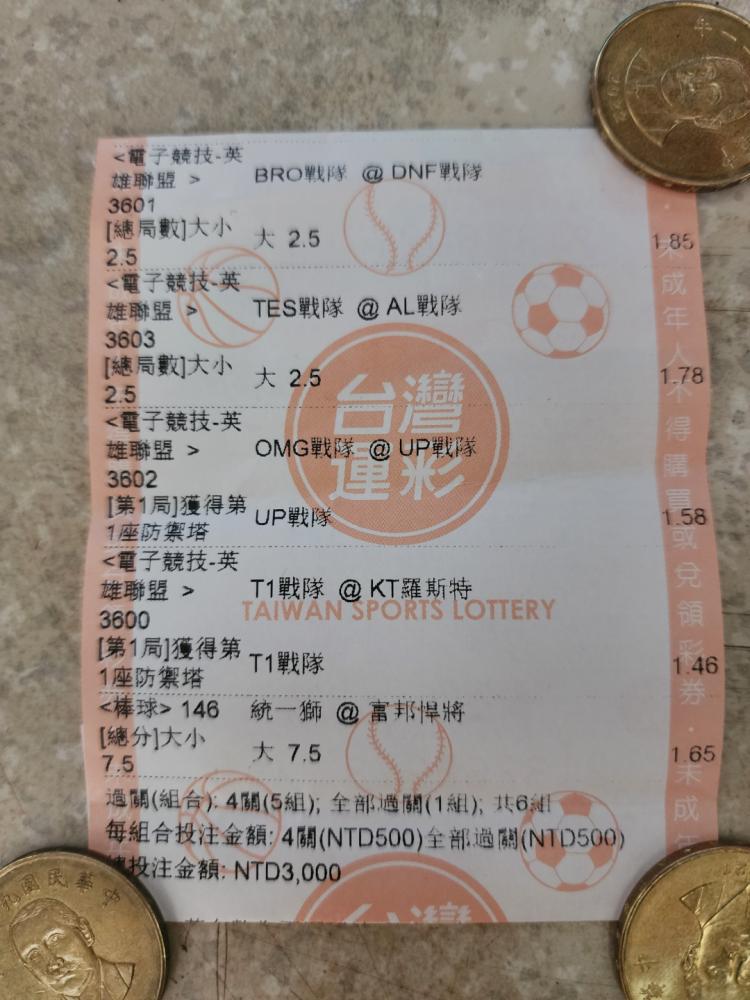 <電子競技-英
雄聯盟 > BRO戰隊 @ DNF戰隊
3601
[總局數]大小 大 2.5 1.85
2.5
<電子競技-英
雄聯盟 > TES戰隊 @ AL戰隊
3603
[總局數]大小 大 2.5 1.78
2.5
<電子競技-英
雄聯盟 > OMG戰隊 @ UP戰隊
3602
[第1局]獲得第 UP戰隊 1.58
1座防禦塔
<電子競技-英
雄聯盟 > T1戰隊 @ KT羅斯特
3600
[第1局]獲得第 T1戰隊 1.46
1座防禦塔
<棒球> 146 統一獅 @ 富邦悍將
[總分]大小 大 7.5 1.65
7.5
過關(組合): 4關(5組); 全部過關(1組); 共6組
每組合投注金額: 4關(NTD500)全部過關(NTD500)
投注金額: NTD3,000
台灣
運彩
TAIWAN SPORTS LOTTERY
未成年人不得購買或兌領彩券・未成年
台灣
中華民國九